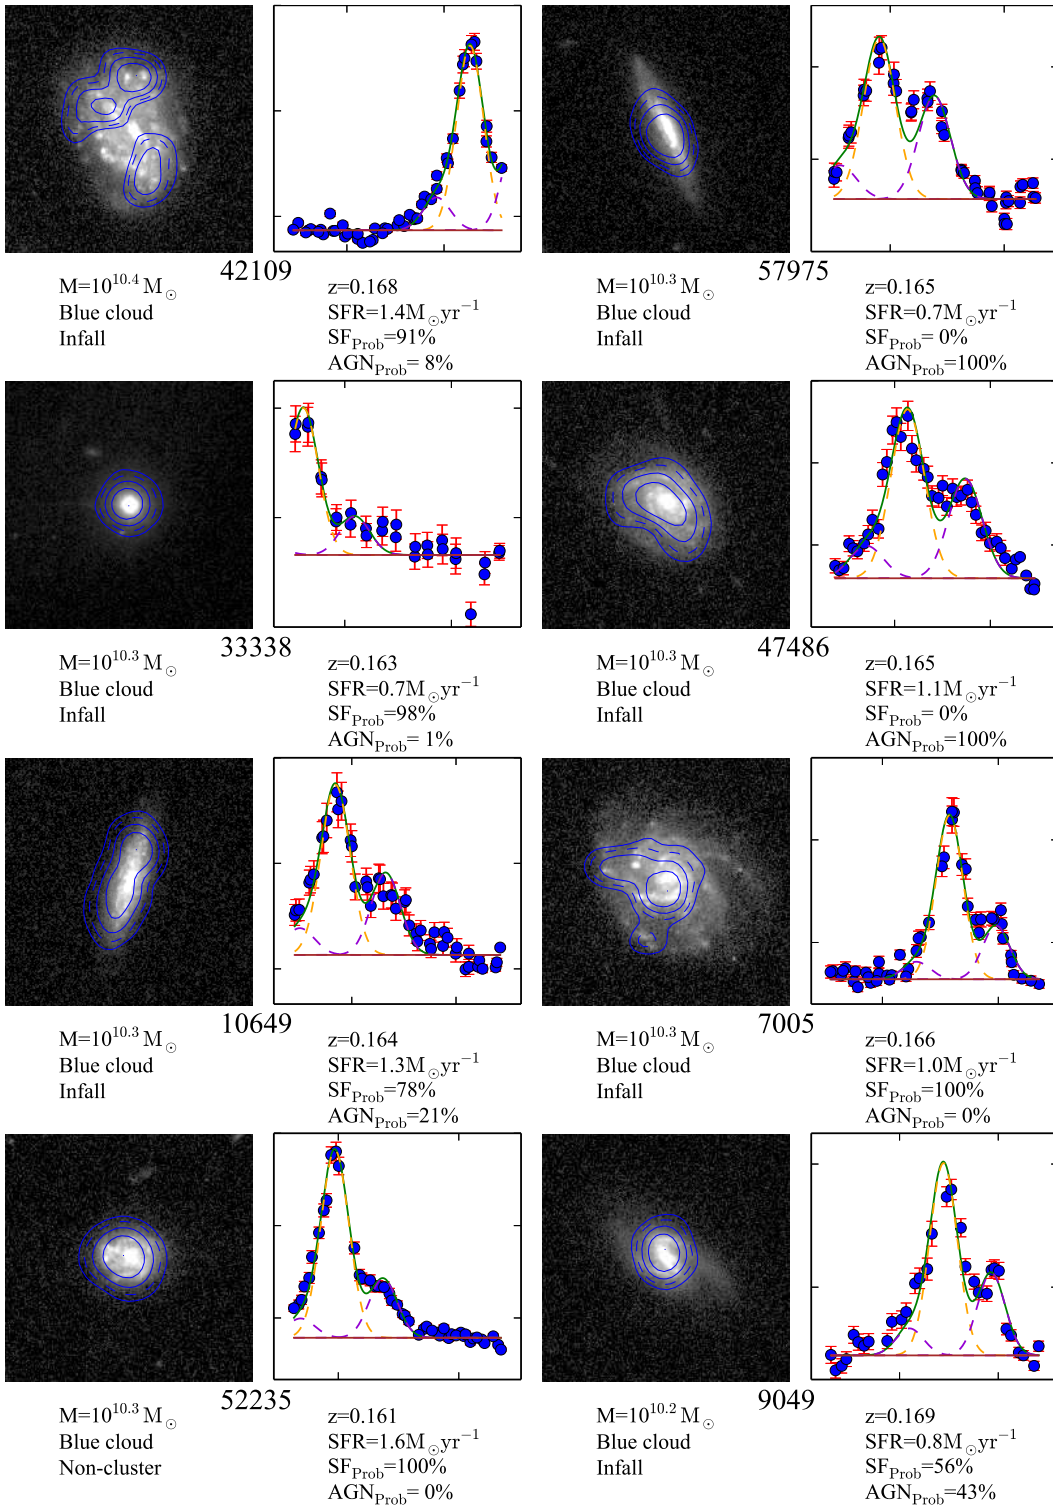 42109
M=10^{10.4} M_⊙
Blue cloud
Infall
z=0.168
SFR=1.4M_⊙yr^{−1}
SF_{Prob}=91%
AGN_{Prob}= 8%
57975
M=10^{10.3} M_⊙
Blue cloud
Infall
z=0.165
SFR=0.7M_⊙yr^{−1}
SF_{Prob}= 0%
AGN_{Prob}=100%
33338
M=10^{10.3} M_⊙
Blue cloud
Infall
z=0.163
SFR=0.7M_⊙yr^{−1}
SF_{Prob}=98%
AGN_{Prob}= 1%
47486
M=10^{10.3} M_⊙
Blue cloud
Infall
z=0.165
SFR=1.1M_⊙yr^{−1}
SF_{Prob}= 0%
AGN_{Prob}=100%
10649
M=10^{10.3} M_⊙
Blue cloud
Infall
z=0.164
SFR=1.3M_⊙yr^{−1}
SF_{Prob}=78%
AGN_{Prob}=21%
7005
M=10^{10.3} M_⊙
Blue cloud
Infall
z=0.166
SFR=1.0M_⊙yr^{−1}
SF_{Prob}=100%
AGN_{Prob}= 0%
52235
M=10^{10.3} M_⊙
Blue cloud
Non-cluster
z=0.161
SFR=1.6M_⊙yr^{−1}
SF_{Prob}=100%
AGN_{Prob}= 0%
9049
M=10^{10.2} M_⊙
Blue cloud
Infall
z=0.169
SFR=0.8M_⊙yr^{−1}
SF_{Prob}=56%
AGN_{Prob}=43%